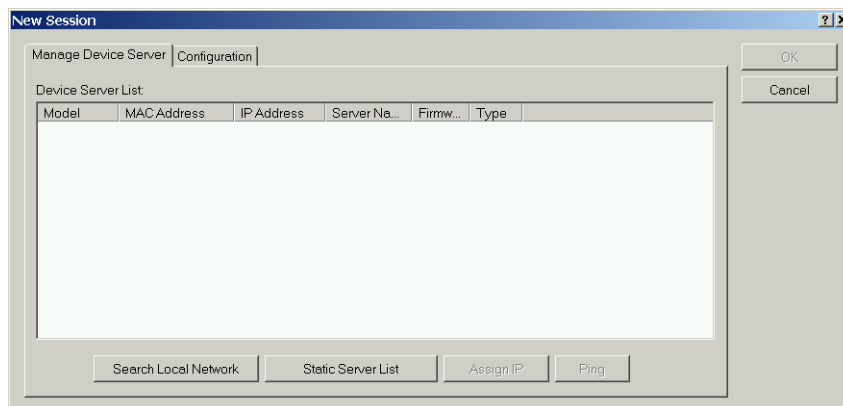 New Session
Manage Device Server Configuration
OK
Device Server List:
Cancel
Model MAC Address IP Address Server Na... Firmw... Type
Search Local Network Static Server List Assign IP Ping